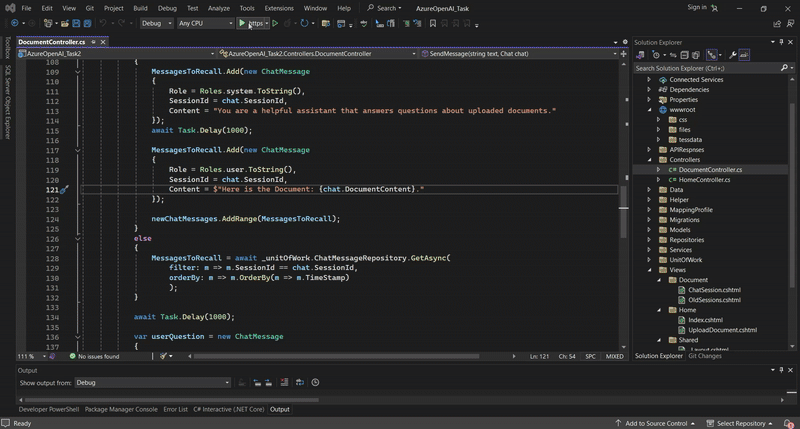 File Edit View Git Project Build Debug Test Analyze Tools Extensions Window Help Search AzureOpenAI_Task Sign in
Debug Any CPU https
DocumentController.cs
AzureOpenAI_Task2 AzureOpenAI_Task2.Controllers.DocumentController SendMessage(string text, Chat chat)
108 {
109 MessagesToRecall.Add(new ChatMessage
110 {
111 Role = Roles.system.ToString(),
112 SessionId = chat.SessionId,
113 Content = "You are a helpful assistant that answers questions about uploaded documents."
114 });
115 await Task.Delay(1000);
116
117 MessagesToRecall.Add(new ChatMessage
118 {
119 Role = Roles.user.ToString(),
120 SessionId = chat.SessionId,
121 Content = $"Here is the Document: {chat.DocumentContent}."
122 });
123
124 newChatMessages.AddRange(MessagesToRecall);
125 }
126 else
127 {
128 MessagesToRecall = await _unitOfWork.ChatMessageRepository.GetAsync(
129 filter: m => m.SessionId == chat.SessionId,
130 orderBy: m => m.OrderBy(m => m.TimeStamp)
131 );
132 }
133
134 await Task.Delay(1000);
135
136 var userQuestion = new ChatMessage
137 {
111 % No issues found Ln: 121 Ch: 54 SPC MIXED
Toolbox
SQL Server Object Explorer
Solution Explorer
Search Solution Explorer (Ctrl+;)
Connected Services
Dependencies
Properties
wwwroot
css
files
tessdata
APIRespnses
Controllers
DocumentController.cs
HomeController.cs
Data
Helper
MappingProfile
Migrations
Models
Repositories
Services
UnitOfWork
Views
Document
ChatSession.cshtml
OldSessions.cshtml
Home
Index.cshtml
UploadDocument.cshtml
Shared
_Layout.cshtml
Solution Explorer Git Changes
Output
Show output from: Debug
Developer PowerShell Package Manager Console Error List C# Interactive (.NET Core) Output
Ready Add to Source Control Select Repository